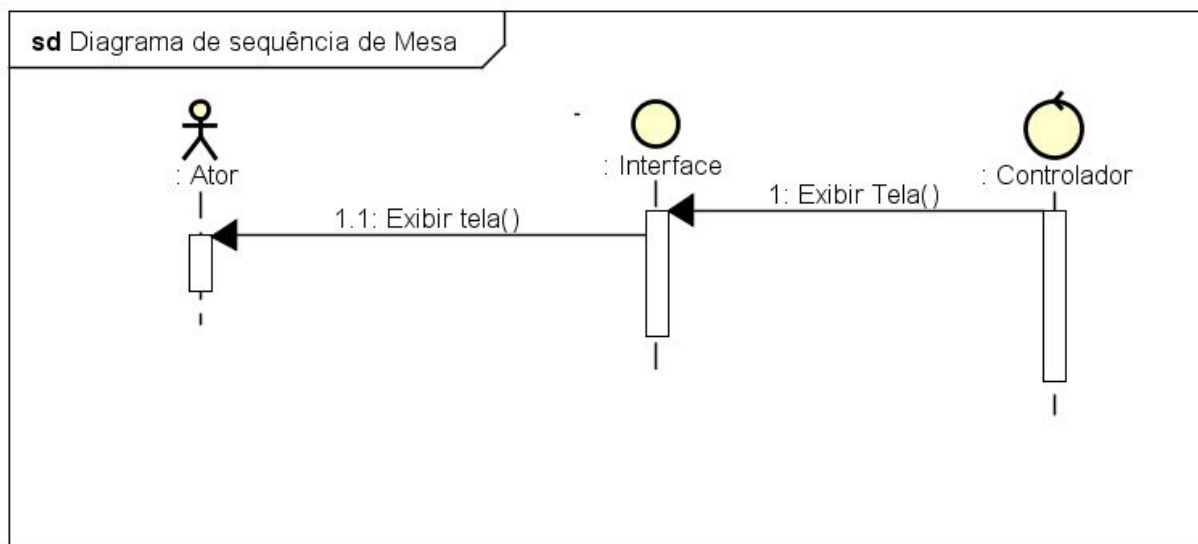 sd Diagrama de sequência de Mesa
-
: Ator
: Interface
: Controlador
1: Exibir Tela()
1.1: Exibir tela()